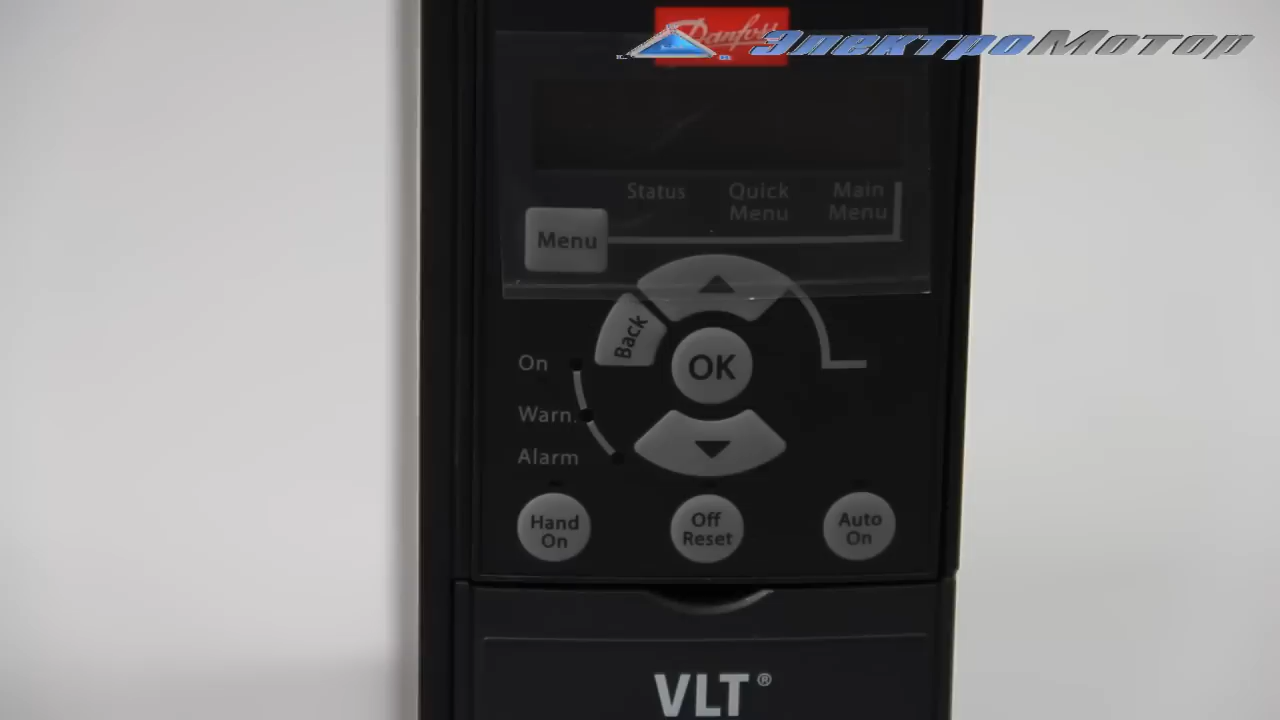 Danfoss
ЭлектроМотор
Status
Quick
Menu
Main
Menu
Menu
Back
OK
On
Warn.
Alarm
Hand
On
Off
Reset
Auto
On
VLT®